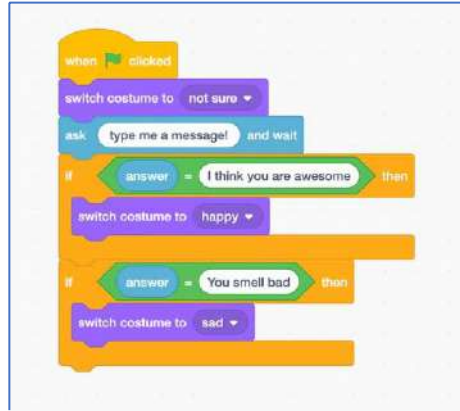 when clicked
switch costume to not sure
ask type me a message! and wait
if answer = I think you are awesome then
switch costume to happy
if answer = You smell bad then
switch costume to sad